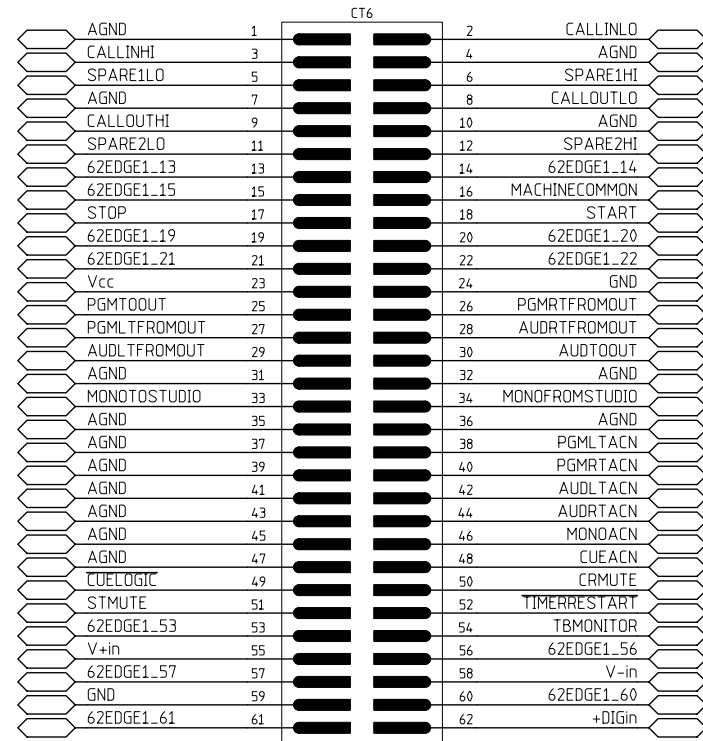 CT6
AGND 1 2 CALLINLO
CALLINHI 3 4 AGND
SPARE1LO 5 6 SPARE1HI
AGND 7 8 CALLOUTLO
CALLOUTHI 9 10 AGND
SPARE2LO 11 12 SPARE2HI
62EDGE1_13 13 14 62EDGE1_14
62EDGE1_15 15 16 MACHINECOMMON
STOP 17 18 START
62EDGE1_19 19 20 62EDGE1_20
62EDGE1_21 21 22 62EDGE1_22
Vcc 23 24 GND
PGMTOOUT 25 26 PGMRTFROMOUT
PGMLTFROMOUT 27 28 AUDRTFROMOUT
AUDLTFROMOUT 29 30 AUDTOOUT
AGND 31 32 AGND
MONOTOSTUDIO 33 34 MONOFROMSTUDIO
AGND 35 36 AGND
AGND 37 38 PGMLTACN
AGND 39 40 PGMRTACN
AGND 41 42 AUDLTACN
AGND 43 44 AUDRTACN
AGND 45 46 MONOACN
AGND 47 48 CUEACN
CUELOGIC 49 50 CRMUTE
STMUTE 51 52 TIMERRESTART
62EDGE1_53 53 54 TBMONITOR
V+in 55 56 62EDGE1_56
62EDGE1_57 57 58 V-in
GND 59 60 62EDGE1_60
62EDGE1_61 61 62 +DIGin